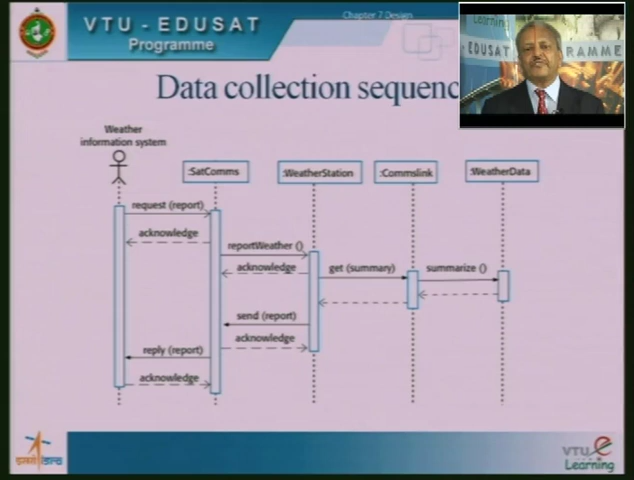 VTU - EDUSAT
Programme
Chapter 7 Design
Learning
EDUSAT
RAMME
Data collection sequenc
Weather
information system
:SatComms
:WeatherStation
:Commslink
:WeatherData
request (report)
acknowledge
reportWeather ()
acknowledge
get (summary)
summarize ()
send (report)
acknowledge
reply (report)
acknowledge
VTU e
Learning